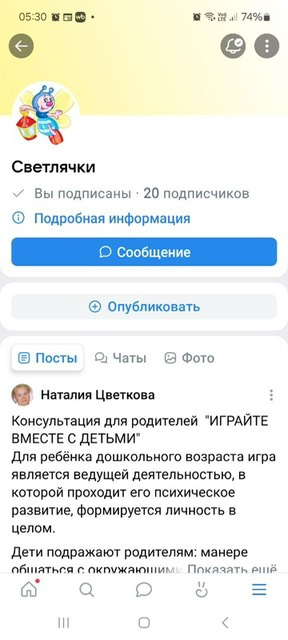 05:30
wb
74%
Светлячки
Вы подписаны · 20 подписчиков
Подробная информация
Сообщение
Опубликовать
Посты
Чаты
Фото
Наталия Цветкова
Консультация для родителей "ИГРАЙТЕ
ВМЕСТЕ С ДЕТЬМИ"
Для ребёнка дошкольного возраста игра
является ведущей деятельностью, в
которой проходит его психическое
развитие, формируется личность в
целом.
Дети подражают родителям: манере
общаться с окружающими Показать ещё